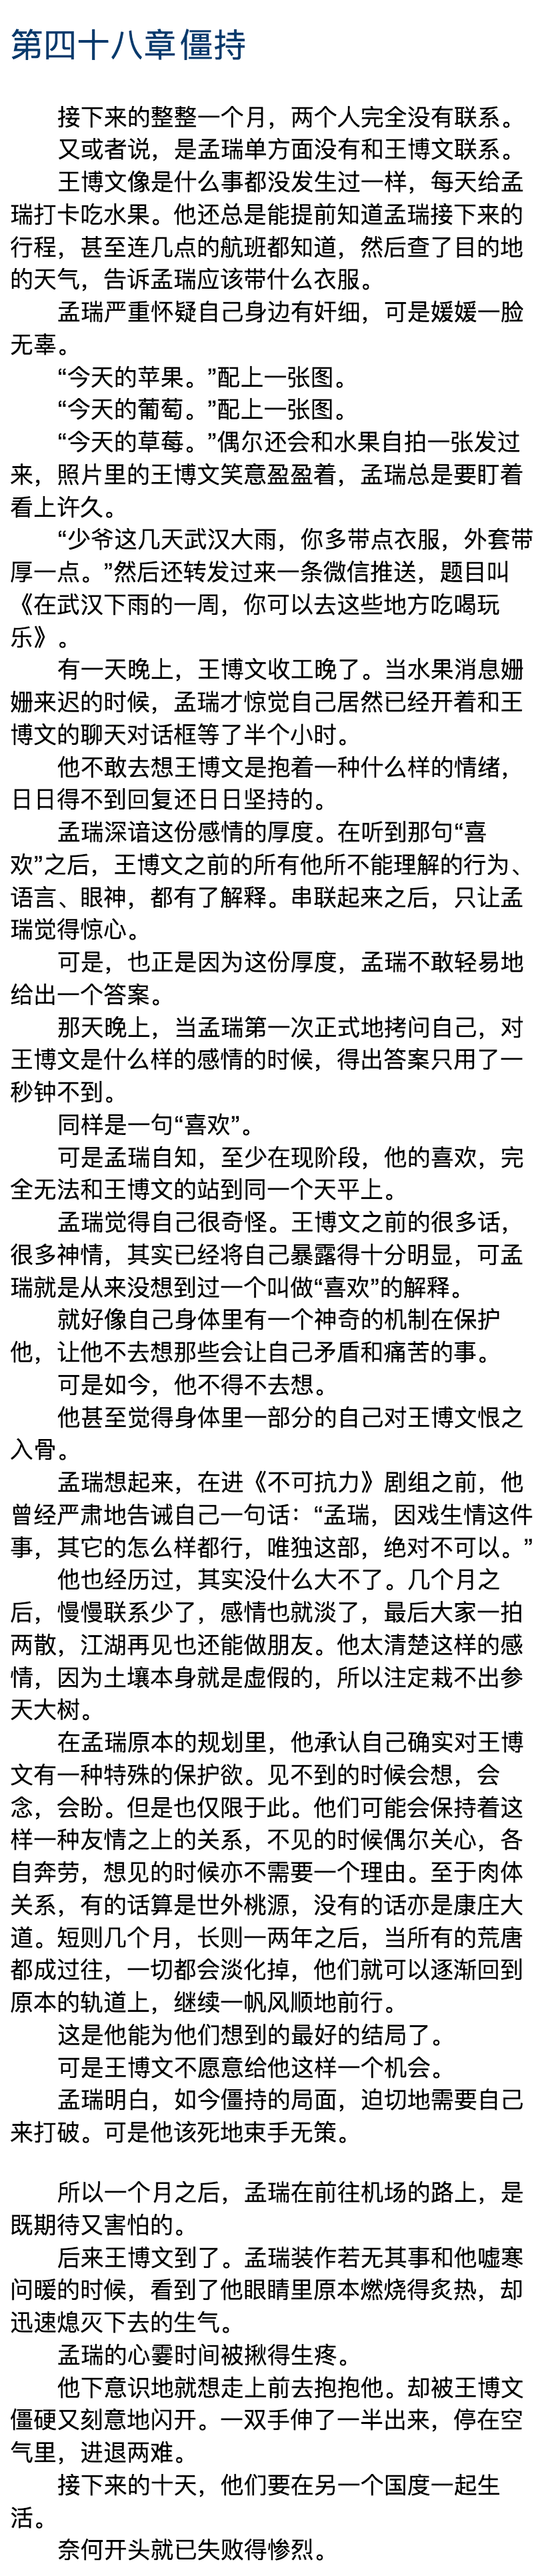 第四十八章 僵持
接下来的整整一个月，两个人完全没有联系。
又或者说，是孟瑞单方面没有和王博文联系。
王博文像是什么事都没发生过一样，每天给孟
瑞打卡吃水果。他还总是能提前知道孟瑞接下来的
行程，甚至连几点的航班都知道，然后查了目的地
的天气，告诉孟瑞应该带什么衣服。
孟瑞严重怀疑自己身边有奸细，可是媛媛一脸
无辜。
“今天的苹果。”配上一张图。
“今天的葡萄。”配上一张图。
“今天的草莓。”偶尔还会和水果自拍一张发过
来，照片里的王博文笑意盈盈着，孟瑞总是要盯着
看上许久。
“少爷这几天武汉大雨，你多带点衣服，外套带
厚一点。”然后还转发过来一条微信推送，题目叫
《在武汉下雨的一周，你可以去这些地方吃喝玩
乐》。
有一天晚上，王博文收工晚了。当水果消息姗
姗来迟的时候，孟瑞才惊觉自己居然已经开着和王
博文的聊天对话框等了半个小时。
他不敢去想王博文是抱着一种什么样的情绪，
日日得不到回复还日日坚持的。
孟瑞深谙这份感情的厚度。在听到那句“喜
欢”之后，王博文之前的所有他所不能理解的行为、
语言、眼神，都有了解释。串联起来之后，只让孟
瑞觉得惊心。
可是，也正是因为这份厚度，孟瑞不敢轻易地
给出一个答案。
那天晚上，当孟瑞第一次正式地拷问自己，对
王博文是什么样的感情的时候，得出答案只用了一
秒钟不到。
同样是一句“喜欢”。
可是孟瑞自知，至少在现阶段，他的喜欢，完
全无法和王博文的站到同一个天平上。
孟瑞觉得自己很奇怪。王博文之前的很多话，
很多神情，其实已经将自己暴露得十分明显，可孟
瑞就是从来没想到过一个叫做“喜欢”的解释。
就好像自己身体里有一个神奇的机制在保护
他，让他不去想那些会让自己矛盾和痛苦的事。
可是如今，他不得不去想。
他甚至觉得身体里一部分的自己对王博文恨之
入骨。
孟瑞想起来，在进《不可抗力》剧组之前，他
曾经严肃地告诫自己一句话：“孟瑞，因戏生情这件
事，其它的怎么样都行，唯独这部，绝对不可以。”
他也经历过，其实没什么大不了。几个月之
后，慢慢联系少了，感情也就淡了，最后大家一拍
两散，江湖再见也还能做朋友。他太清楚这样的感
情，因为土壤本身就是虚假的，所以注定栽不出参
天大树。
在孟瑞原本的规划里，他承认自己确实对王博
文有一种特殊的保护欲。见不到的时候会想，会
念，会盼。但是也仅限于此。他们可能会保持着这
样一种友情之上的关系，不见的时候偶尔关心，各
自奔劳，想见的时候亦不需要一个理由。至于肉体
关系，有的话算是世外桃源，没有的话亦是康庄大
道。短则几个月，长则一两年之后，当所有的荒唐
都成过往，一切都会淡化掉，他们就可以逐渐回到
原本的轨道上，继续一帆风顺地前行。
这是他能为他们想到的最好的结局了。
可是王博文不愿意给他这样一个机会。
孟瑞明白，如今僵持的局面，迫切地需要自己
来打破。可是他该死地束手无策。
所以一个月之后，孟瑞在前往机场的路上，是
既期待又害怕的。
后来王博文到了。孟瑞装作若无其事和他嘘寒
问暖的时候，看到了他眼睛里原本燃烧得炙热，却
迅速熄灭下去的生气。
孟瑞的心霎时间被揪得生疼。
他下意识地就想走上前去抱抱他。却被王博文
僵硬又刻意地闪开。一双手伸了一半出来，停在空
气里，进退两难。
接下来的十天，他们要在另一个国度一起生
活。
奈何开头就已失败得惨烈。